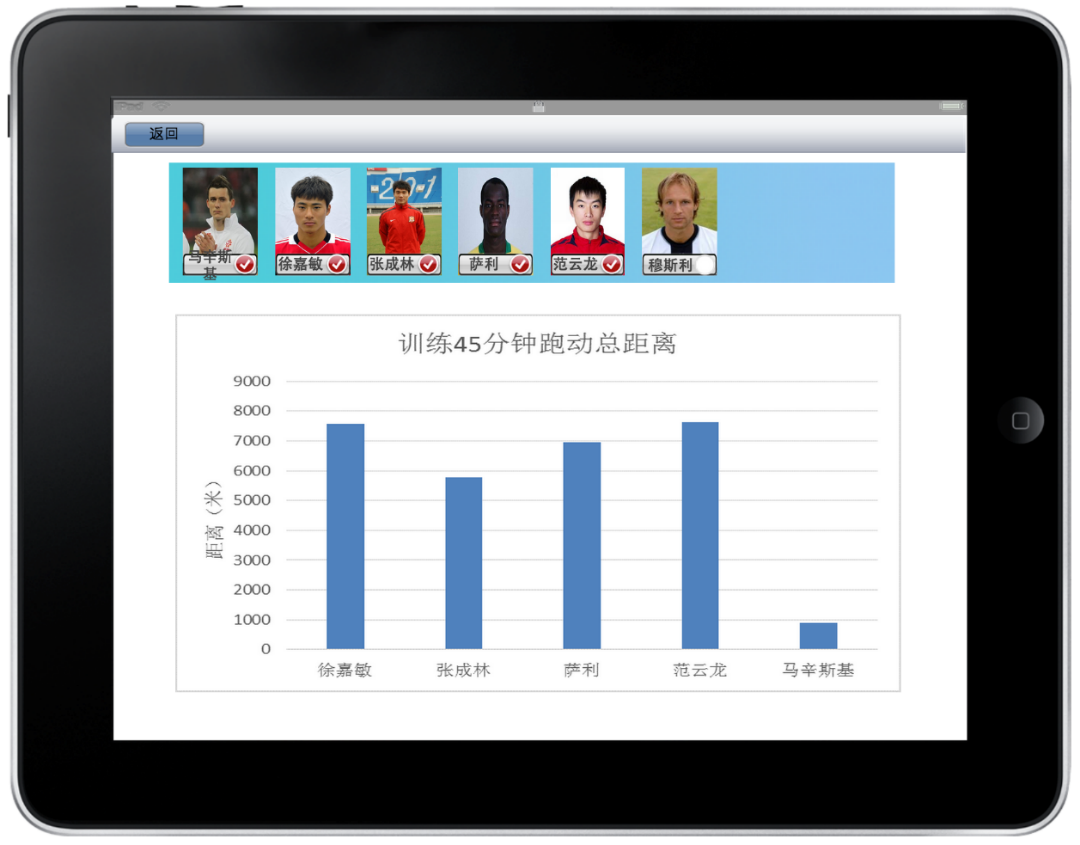 iPad
返回
2-1
马辛斯
基
徐嘉敏
张成林
萨利
范云龙
穆斯利
训练45分钟跑动总距离
9000
8000
7000
6000
5000
4000
3000
2000
1000
0
距离（米）
徐嘉敏
张成林
萨利
范云龙
马辛斯基